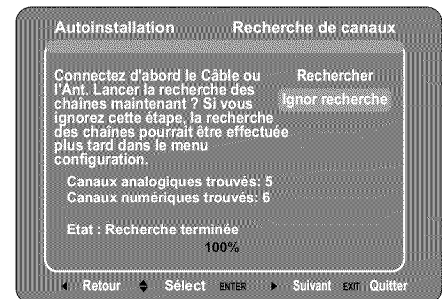 Autoinstallation Recherche de canaux
Connectez d'abord le Câble ou Rechercher
l'Ant. Lancer la recherche des
chaînes maintenant ? Si vous Ignor recherche
ignorez cette étape, la recherche
des chaînes pourrait être effectuée
plus tard dans le menu
configuration.
Canaux analogiques trouvés: 5
Canaux numériques trouvés: 6
Etat : Recherche terminée
100%
Retour Sélect ENTER Suivant EXIT Quitter